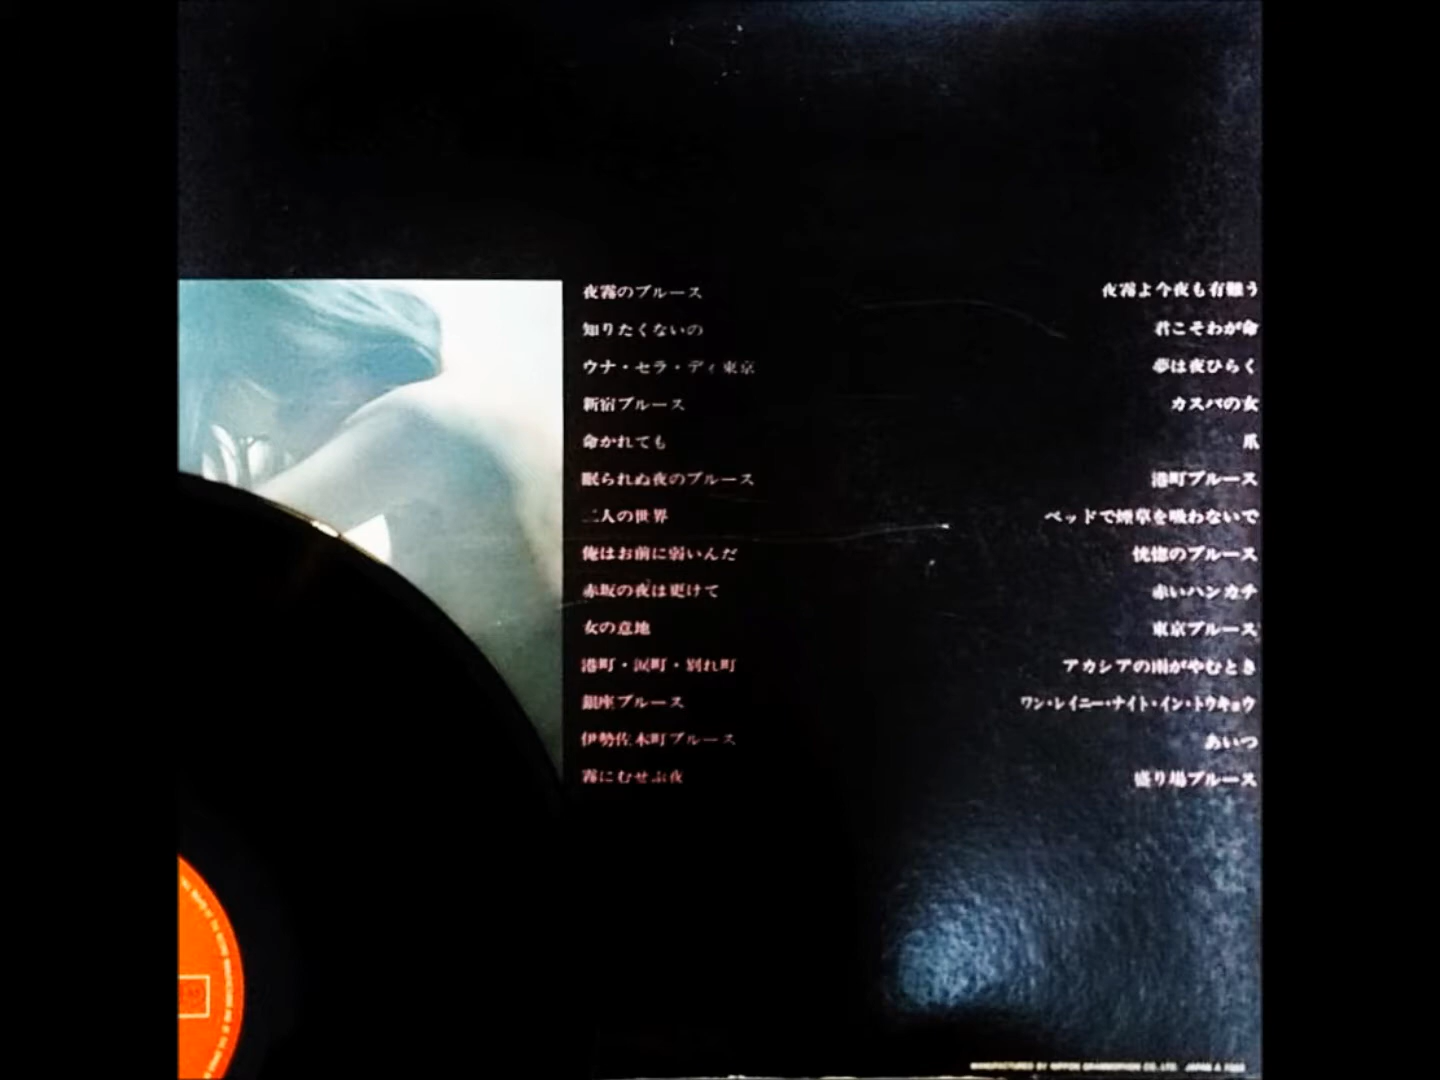 夜霧のブルース
知りたくないの
ウナ・セラ・ディ東京
新宿ブルース
命かれても
眠られぬ夜のブルース
二人の世界
俺はお前に弱いんだ
赤坂の夜は更けて
女の意地
港町・涙町・別れ町
銀座ブルース
伊勢佐木町ブルース
霧にむせぶ夜
夜霧よ今夜も有難う
君こそわが命
夢は夜ひらく
カスバの女
爪
港町ブルース
ベッドで煙草を吸わないで
恍惚のブルース
赤いハンカチ
東京ブルース
アカシアの雨がやむとき
ワン・レイニー・ナイト・イン・トウキョウ
あいつ
盛り場ブルース
MANUFACTURED BY NIPPON GRAMMOPHON CO., LTD. JAPAN